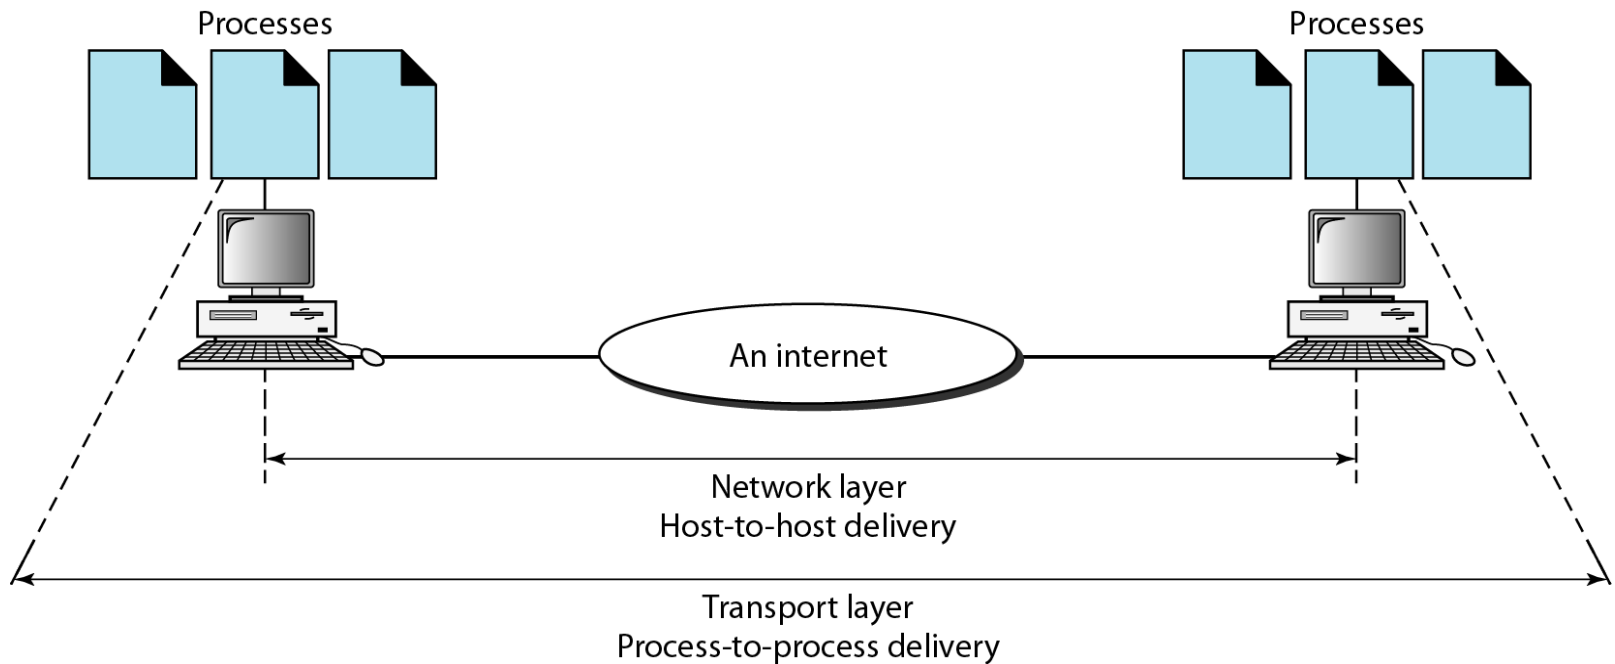 Processes
Processes
An internet
Network layer
Host-to-host delivery
Transport layer
Process-to-process delivery